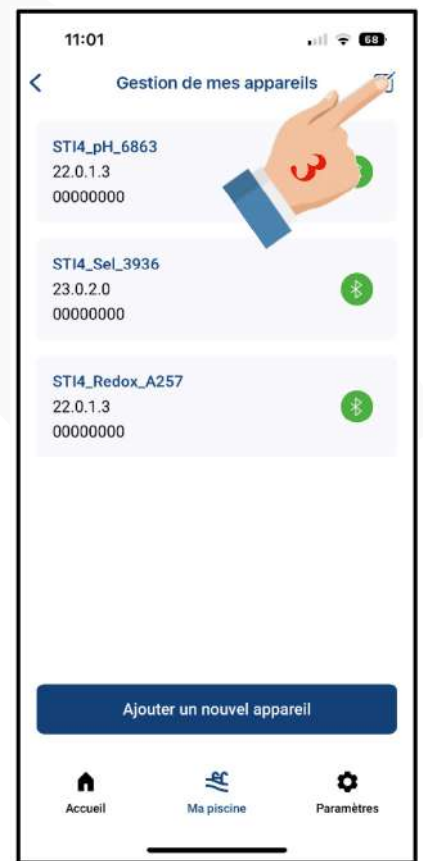 11:01
68
Gestion de mes appareils
STI4_pH_6863
22.0.1.3
00000000
3
STI4_Sel_3936
23.0.2.0
00000000
STI4_Redox_A257
22.0.1.3
00000000
Ajouter un nouvel appareil
Accueil
Ma piscine
Paramètres